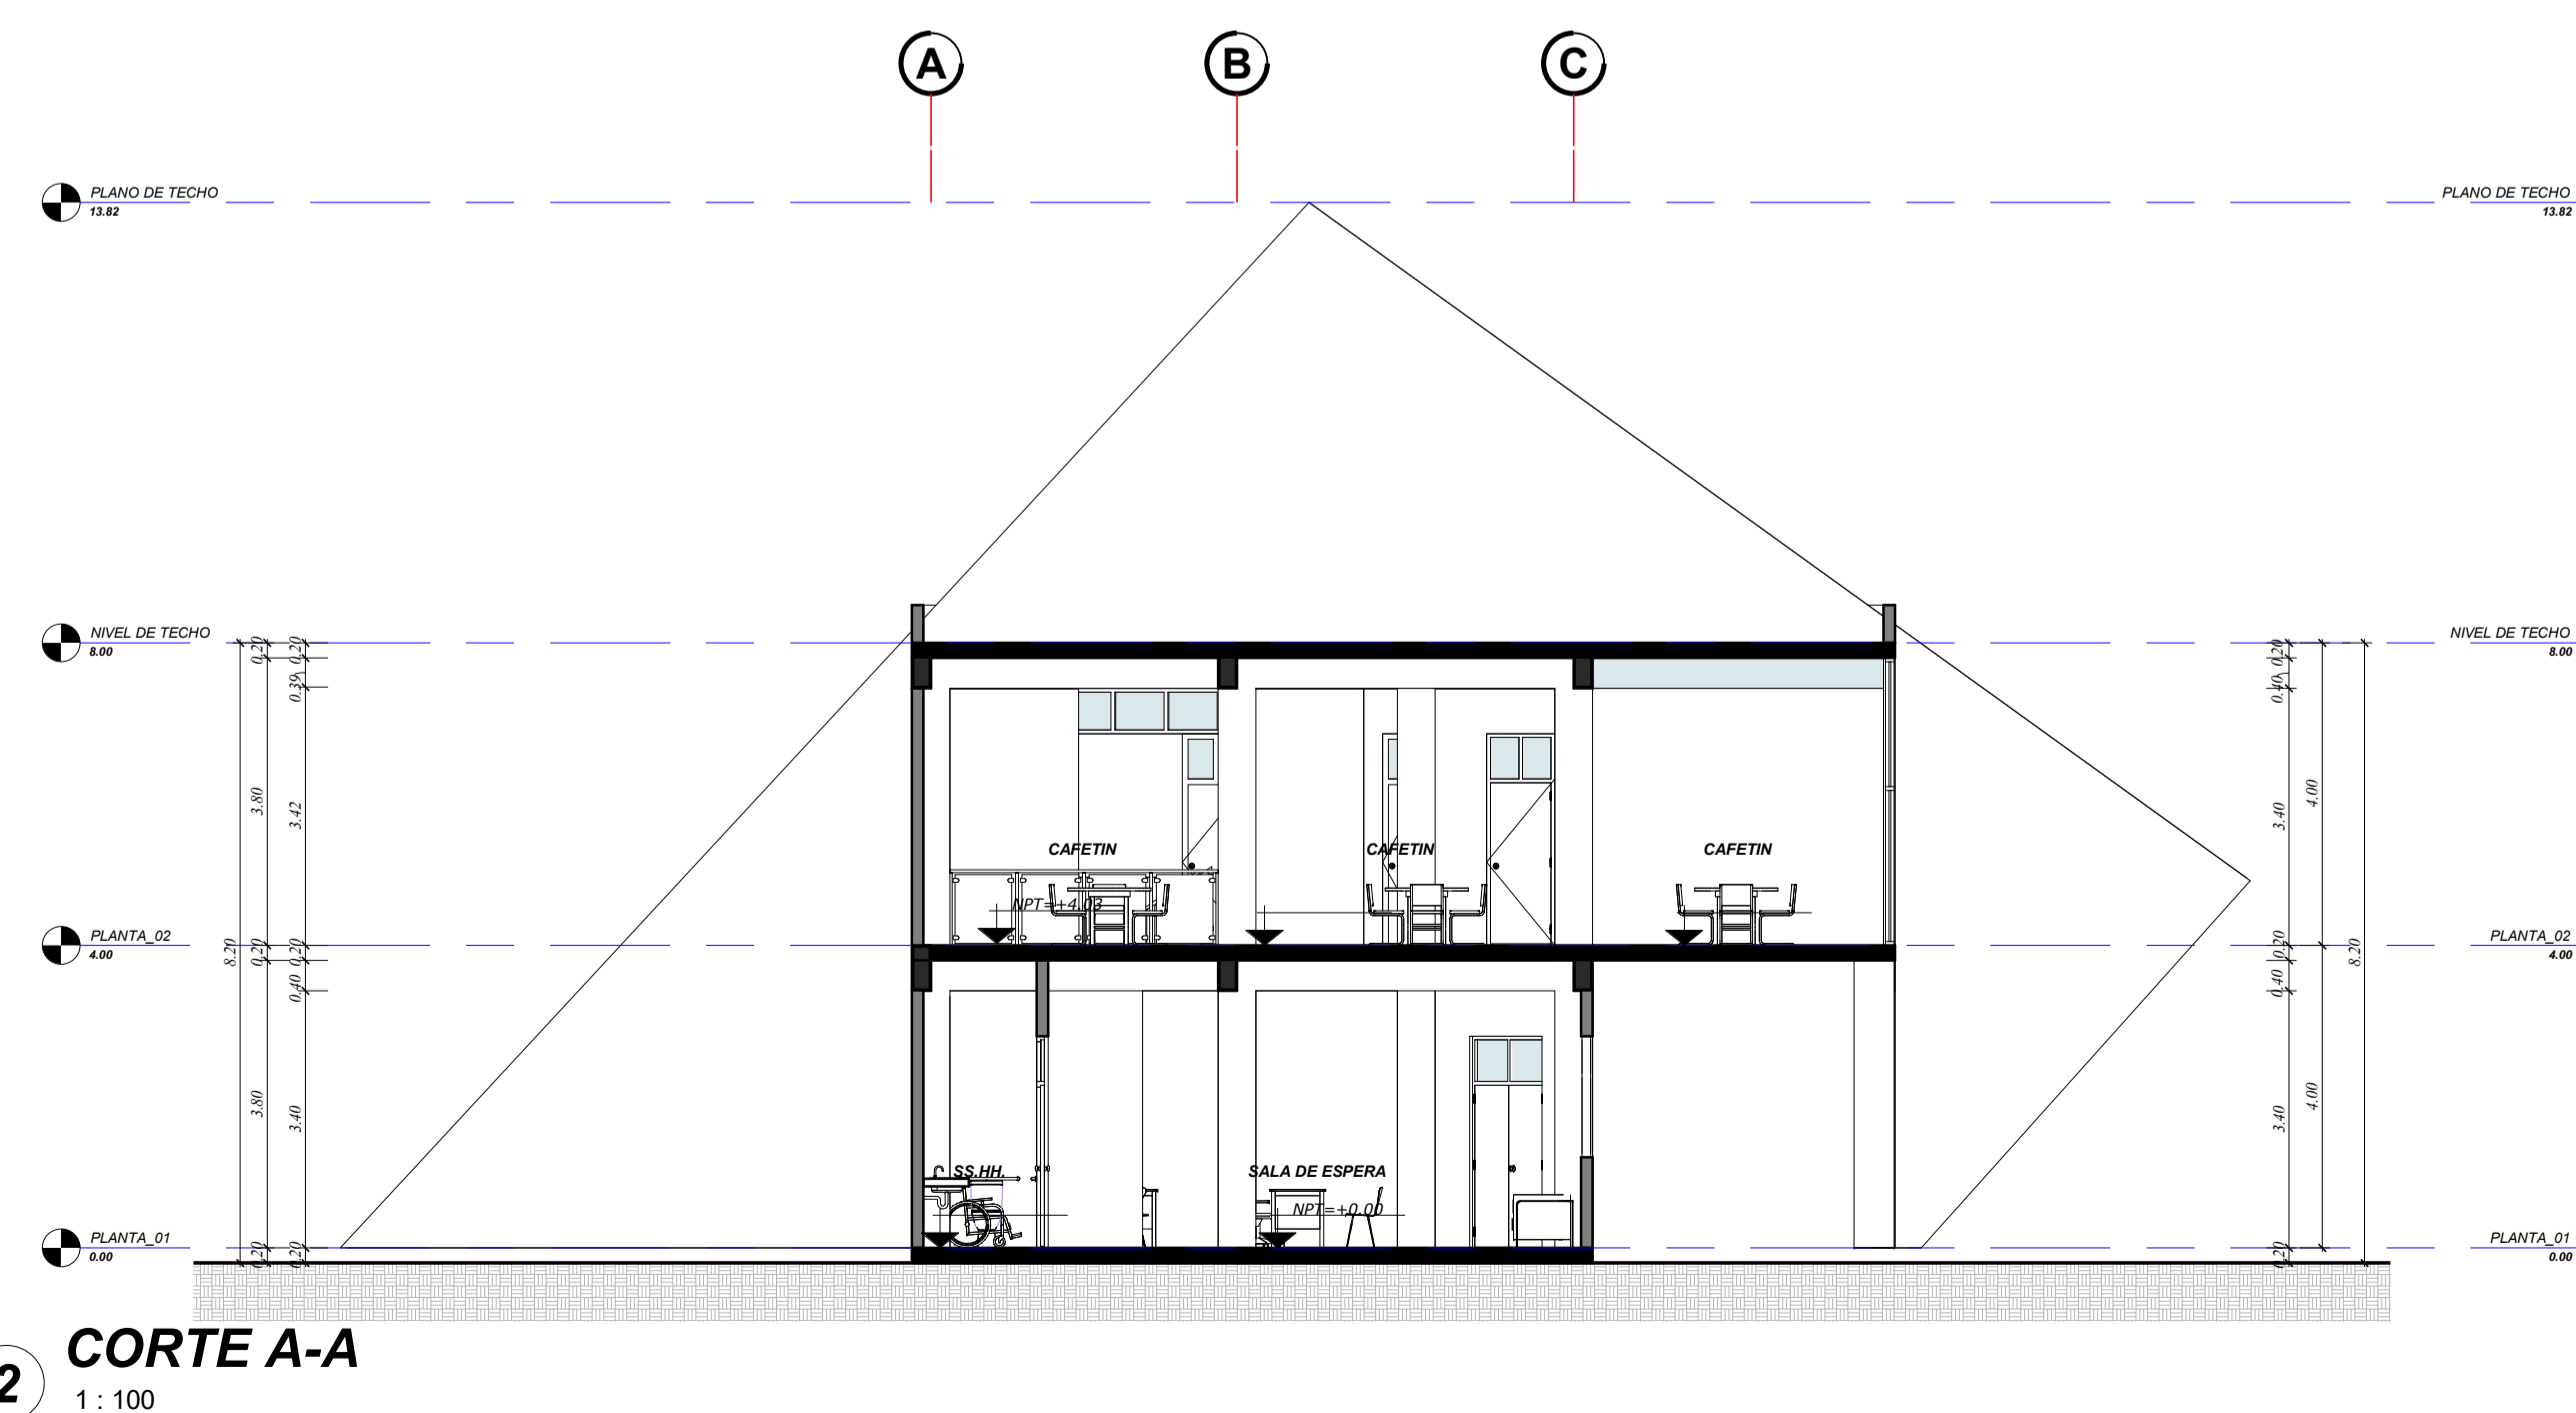 A B C
PLANO DE TECHO
13.82
PLANO DE TECHO
13.82
NIVEL DE TECHO
8.00
NIVEL DE TECHO
8.00
0.20
0.20
0.39
3.80
3.42
0.20
0.40
4.00
3.40
CAFETIN CAFETIN CAFETIN
NPT=+4.03
PLANTA_02
4.00
PLANTA_02
4.00
8.20
0.20
0.20
0.40
3.80
3.40
0.20
0.40
8.20
4.00
3.40
SS.HH. SALA DE ESPERA
NPT=+0.00
PLANTA_01
0.00
PLANTA_01
0.00
0.20
0.20
0.20
2
CORTE A-A
1 : 100